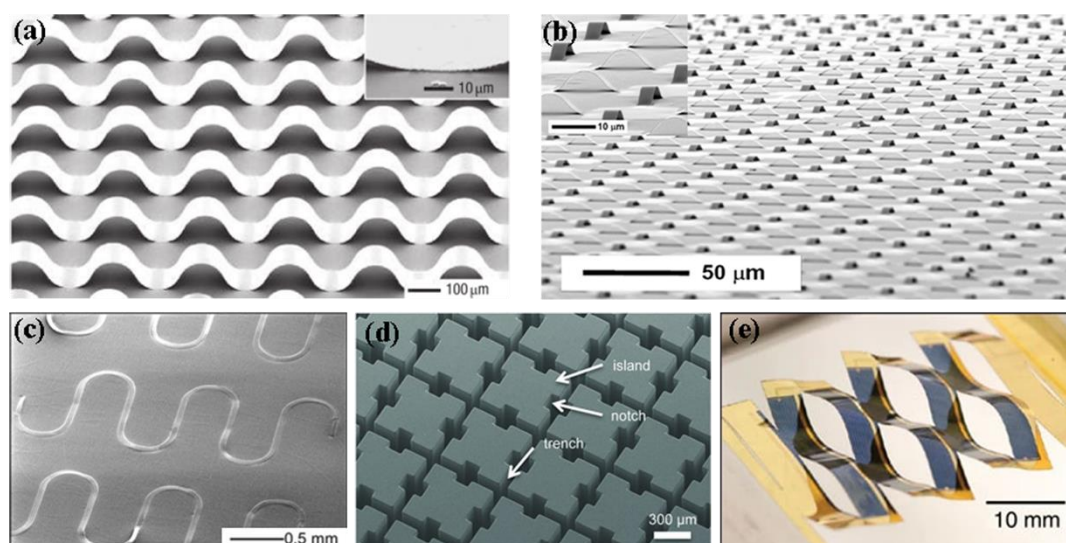 (a)
10 µm
100 µm
(b)
10 µm
50 µm
(c)
0.5 mm
(d)
island
notch
trench
300 µm
(e)
10 mm